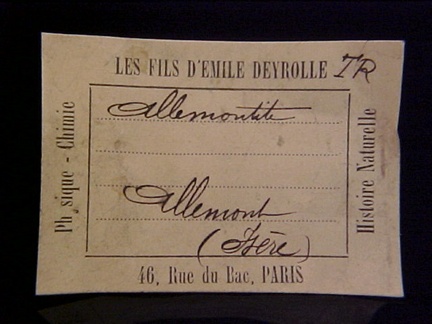 LES FILS D'EMILE DEYROLLE TR
Physique - Chimie
Allemontite
Allemont
(Isère)
Histoire Naturelle
46, Rue du Bac, PARIS